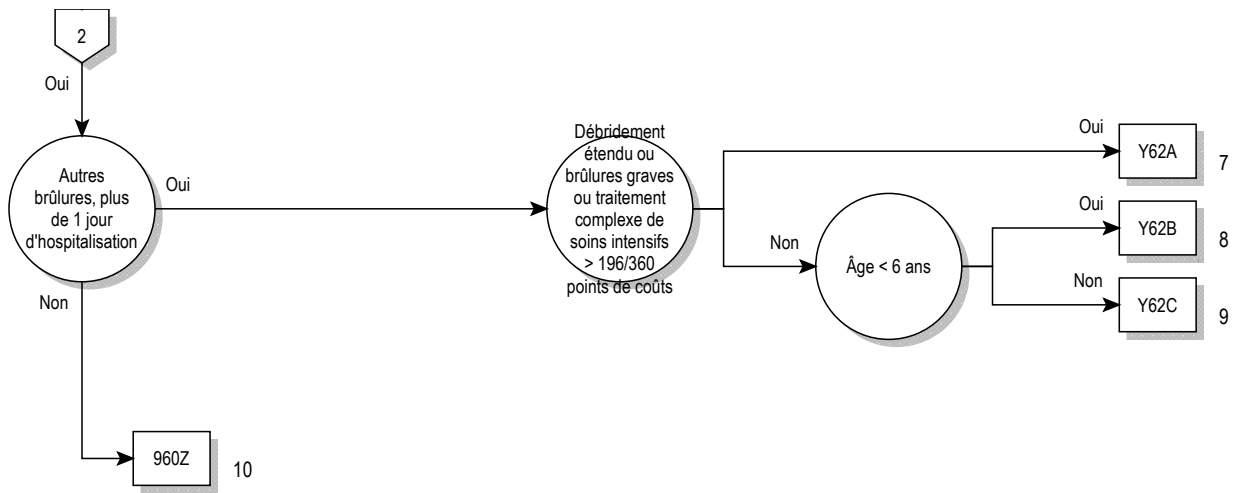 2
Oui
Autres
brûlures, plus
de 1 jour
d'hospitalisation
Oui
Non
Débridement
étendu ou
brûlures graves
ou traitement
complexe de
soins intensifs
> 196/360
points de coûts
Oui
Y62A
7
Non
Âge < 6 ans
Oui
Y62B
8
Non
Y62C
9
960Z
10